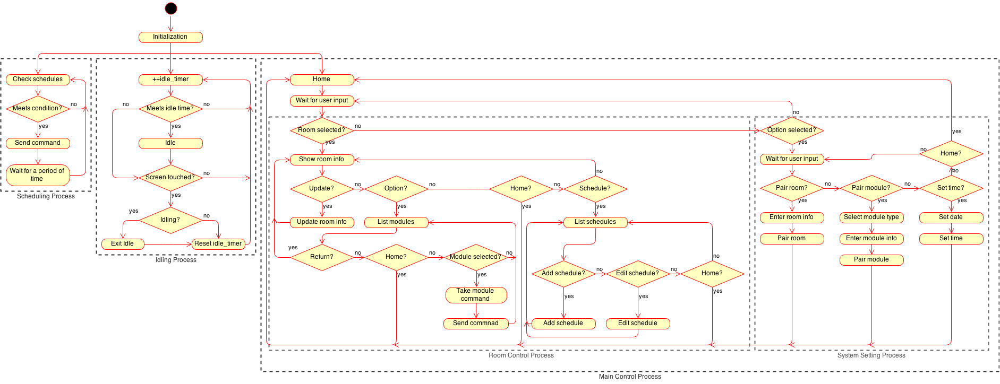 Initialization
Check schedules
++idle_timer
Home
Wait for user input
Meets condition?
no
yes
Send command
Wait for a period of
time
Scheduling Process
no
Meets idle time?
no
yes
Idle
Screen touched?
no
yes
Idling?
yes
no
Exit Idle
Reset idle_timer
Idling Process
Room selected?
no
yes
Show room info
Update?
no
Option?
no
Home?
no
Schedule?
no
yes
yes
yes
yes
Update room info
List modules
List schedules
yes
Return?
no
Home?
no
Module selected?
no
yes
yes
Take module
command
Send commnad
Add schedule?
no
Edit schedule?
no
Home?
no
yes
yes
yes
Add schedule
Edit schedule
Room Control Process
no
Option selected?
yes
Wait for user input
yes
no
Home?
no
Pair room?
no
Pair module?
no
Set time?
yes
yes
yes
Enter room info
Select module type
Set date
Pair room
Enter module info
Set time
Pair module
System Setting Process
Main Control Process